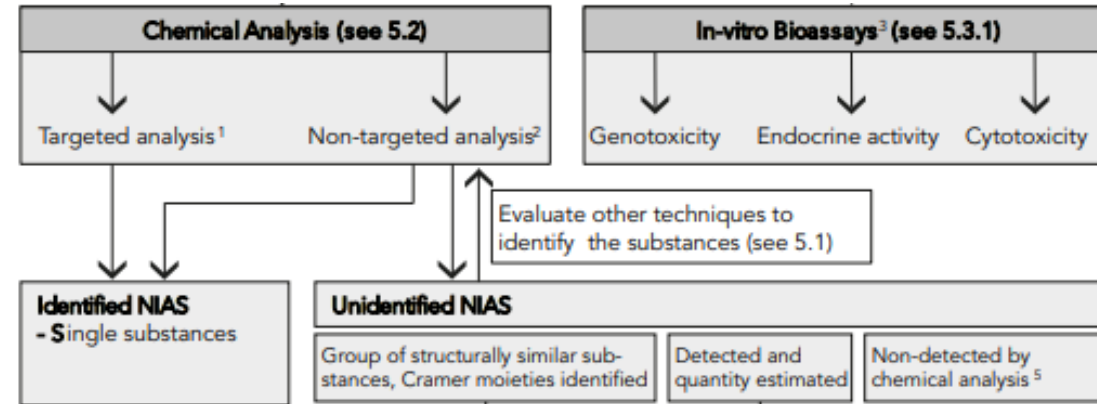 Chemical Analysis (see 5.2)
In-vitro Bioassays³ (see 5.3.1)
Targeted analysis¹
Non-targeted analysis²
Genotoxicity
Endocrine activity
Cytotoxicity
Evaluate other techniques to
identify the substances (see 5.1)
Identified NIAS
- Single substances
Unidentified NIAS
Group of structurally similar sub-
stances, Cramer moieties identified
Detected and
quantity estimated
Non-detected by
chemical analysis ⁵